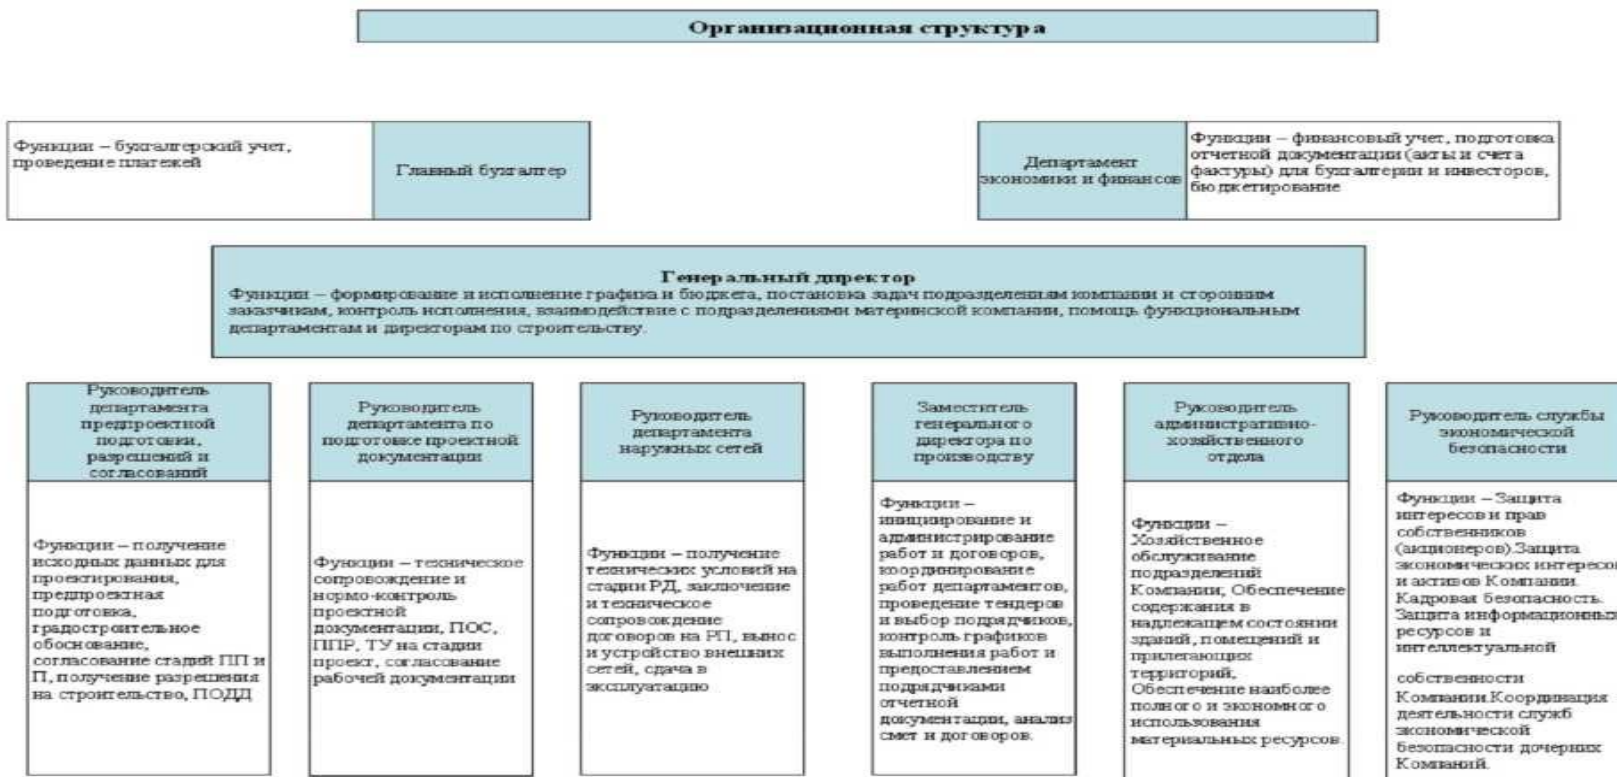 Организационная структура
Функции – бухгалтерский учет,
проведение платежей
Главный бухгалтер
Департамент
экономики и финансов
Функции – финансовый учет, подготовка
отчетной документации (акты и счета
фактуры) для бухгалтерии и инвесторов,
бюджетирование
Генеральный директор
Функции – формирование и исполнение графика и бюджета, постановка задач подразделениям компании и сторонним
заказчикам, контроль исполнения, взаимодействие с подразделениями материнской компании, помощь функциональным
департаментам и директорам по строительству.
Руководитель
департамента
предпроектной
подготовки,
разрешений и
согласований
Функции – получение
исходных данных для
проектирования,
предпроектная
подготовка,
градостроительное
обоснование,
согласование стадий ПП и
П, получение разрешения
на строительство, ПОДД
Руководитель
департамента по
подготовке проектной
документации
Функции – техническое
сопровождение и
нормо-контроль
проектной
документации, ПОС,
ППР, ТУ на стадии
проект, согласование
рабочей документации
Руководитель
департамента
наружных сетей
Функции – получение
технических условий на
стадии РД, заключение
и техническое
сопровождение
договоров на РП, вынос
и устройство внешних
сетей, сдача в
эксплуатацию
Заместитель
генерального
директора по
производству
Функции –
инициирование и
администрирование
работ и договоров,
координирование
работ департаментов,
проведение тендеров
и выбор подрядчиков,
контроль графиков
выполнения работ и
предоставлением
подрядчиками
отчетной
документации, анализ
смет и договоров.
Руководитель
административно-
хозяйственного
отдела
Функции –
Хозяйственное
обслуживание
подразделений
Компании; Обеспечение
содержания в
надлежащем состоянии
зданий, помещений и
прилегающих
территорий;
Обеспечение наиболее
полного и экономного
использования
материальных ресурсов.
Руководитель службы
экономической
безопасности
Функции – Защита
интересов и прав
собственников
(акционеров).Защита
экономических интересов
и активов Компании.
Кадровая безопасность.
Защита информационных
ресурсов и
интеллектуальной
собственности
Компании.Координация
деятельности служб
экономической
безопасности дочерних
Компаний.